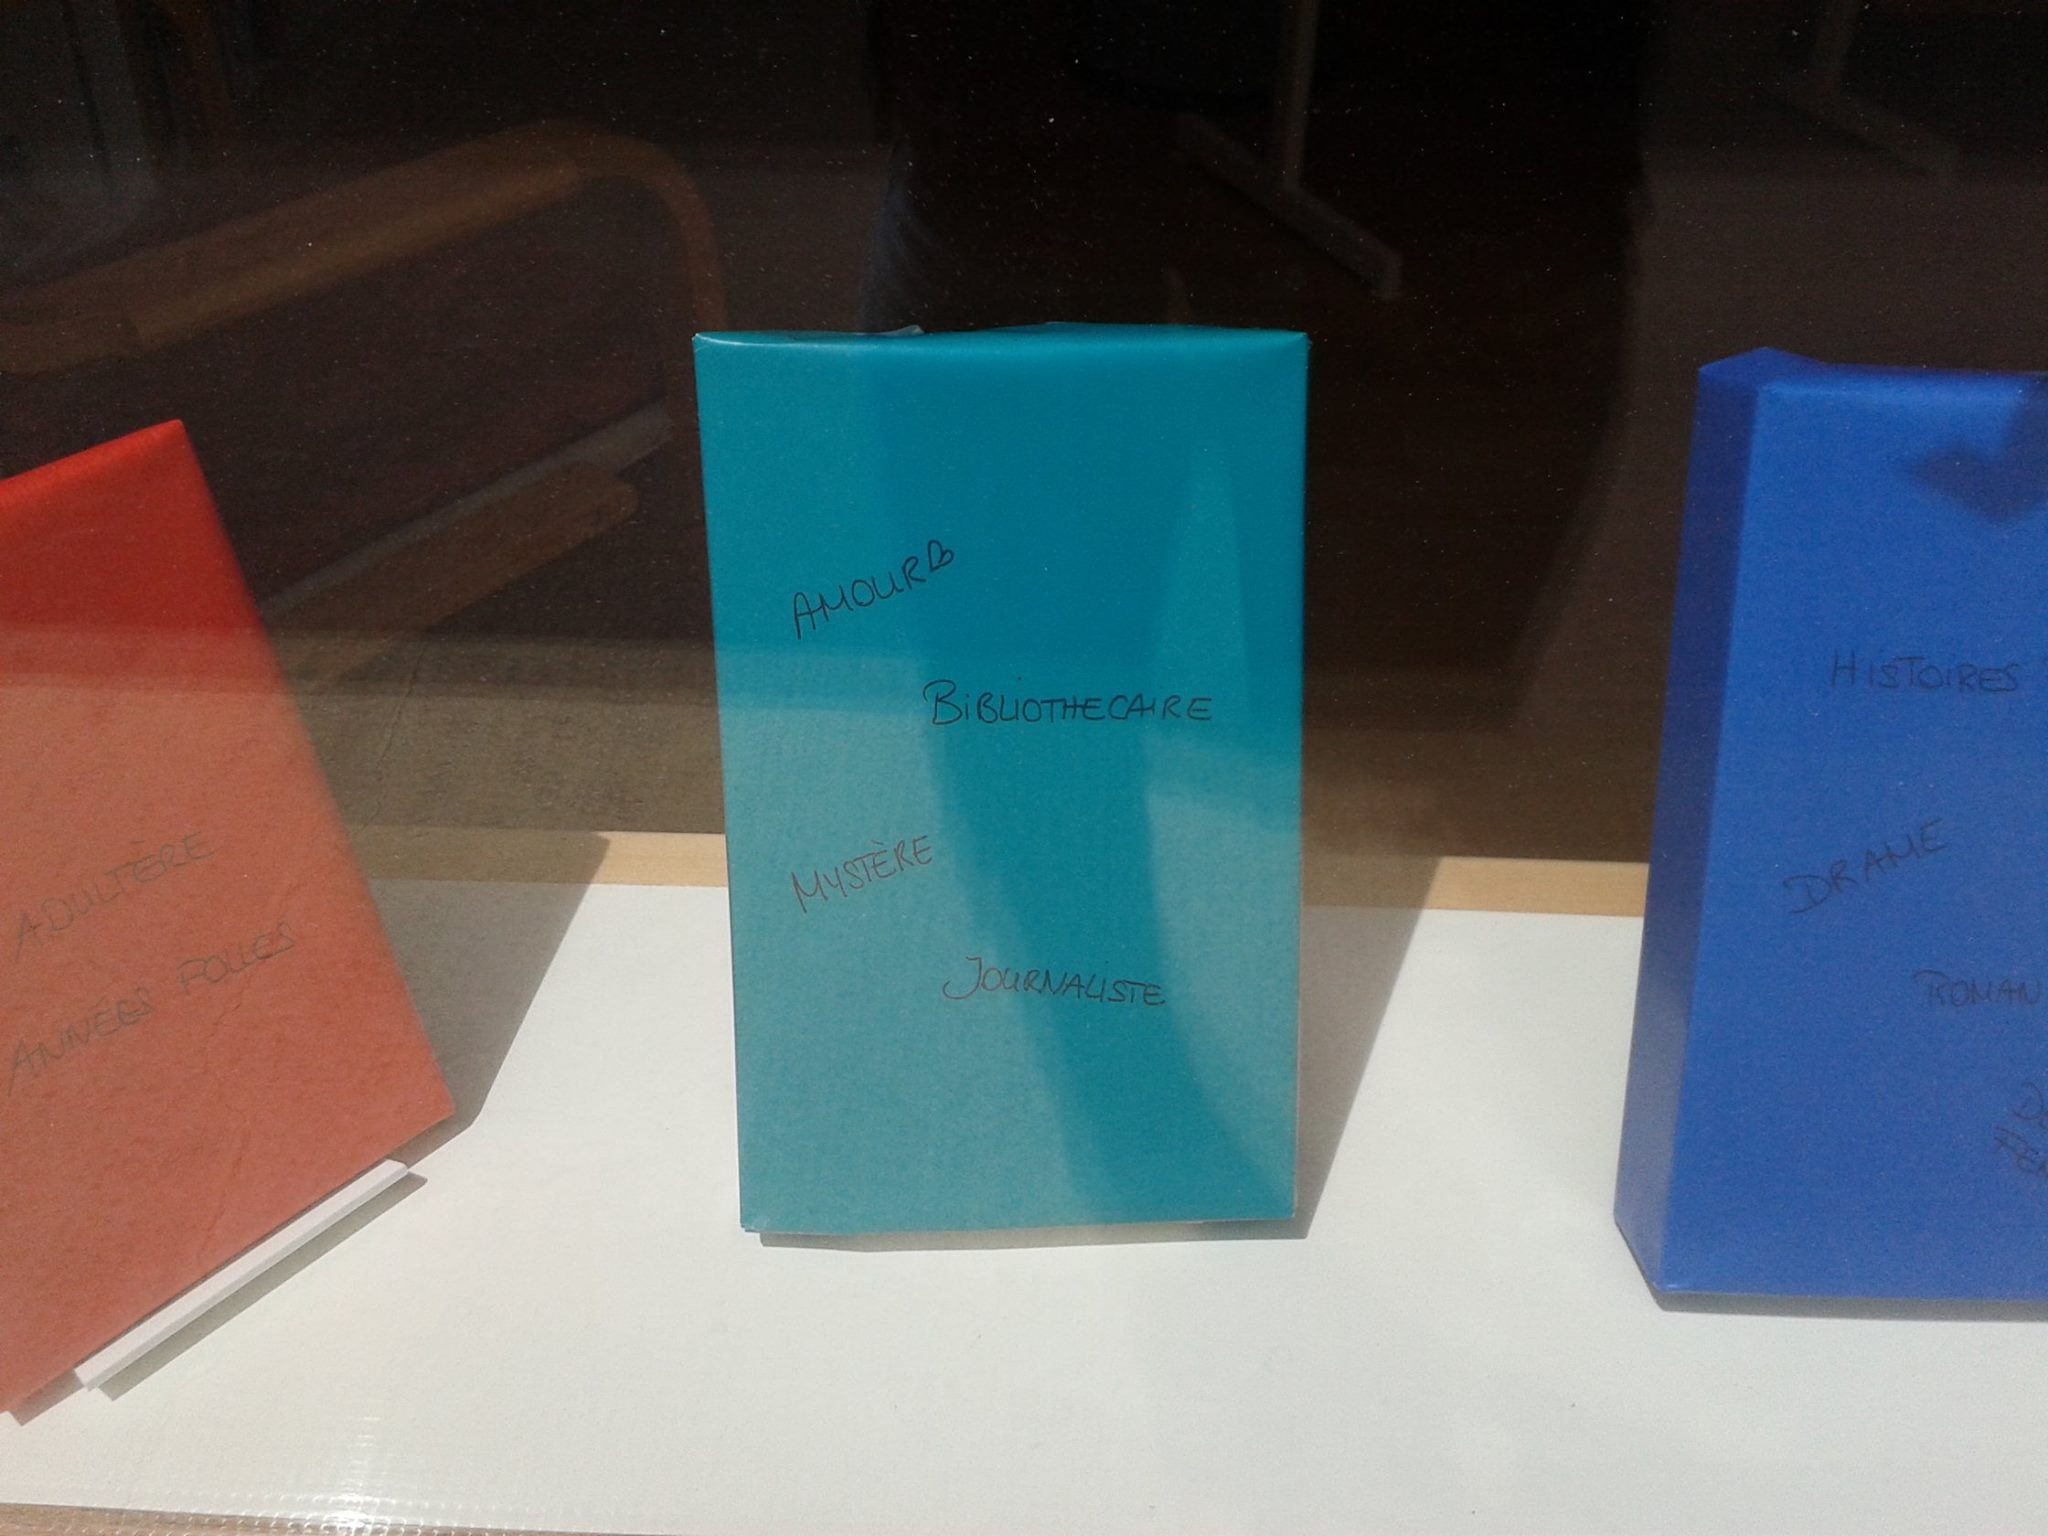 ADULTÈRE
ANNÉES FOLLES
AMOUR
BIBLIOTHECAIRE
MYSTÈRE
JOURNALISTE
HISTOIRES
DRAME
ROMAN